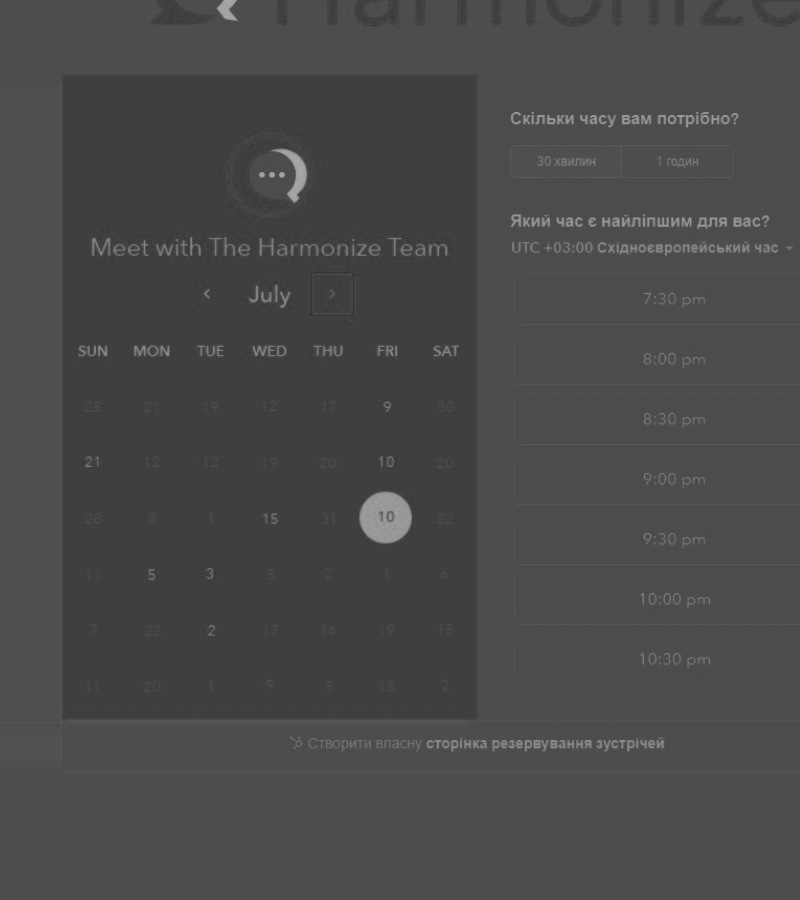 Harmonize
Meet with The Harmonize Team
July
SUN MON TUE WED THU FRI SAT
25 21 19 12 17 9 30
21 12 12 19 20 10 20
28 8 1 15 31 10 22
11 5 3 3 2 1 6
7 22 2 17 16 19 15
11 20 1 9 3 18 2
Скільки часу вам потрібно?
30 хвилин 1 годин
Який час є найліпшим для вас?
UTC +03:00 Східноєвропейський час
7:30 pm
8:00 pm
8:30 pm
9:00 pm
9:30 pm
10:00 pm
10:30 pm
Створити власну сторінка резервування зустрічей